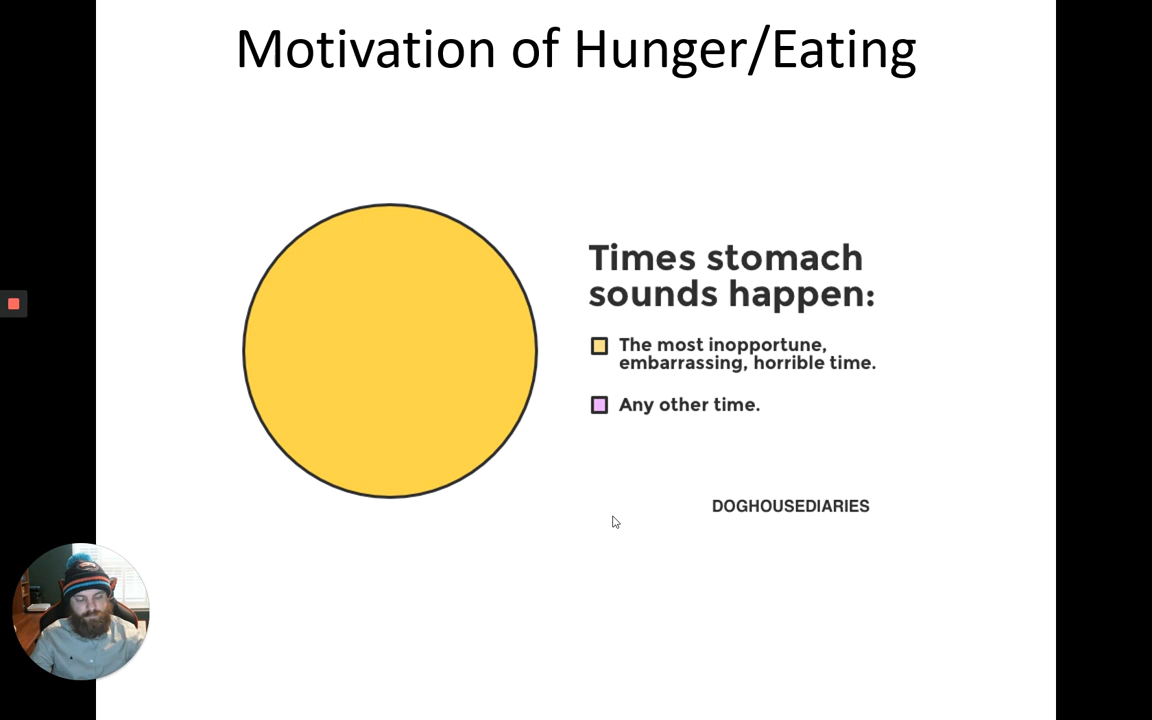 Motivation of Hunger/Eating
Times stomach
sounds happen:
The most inopportune,
embarrassing, horrible time.
Any other time.
DOGHOUSEDIARIES